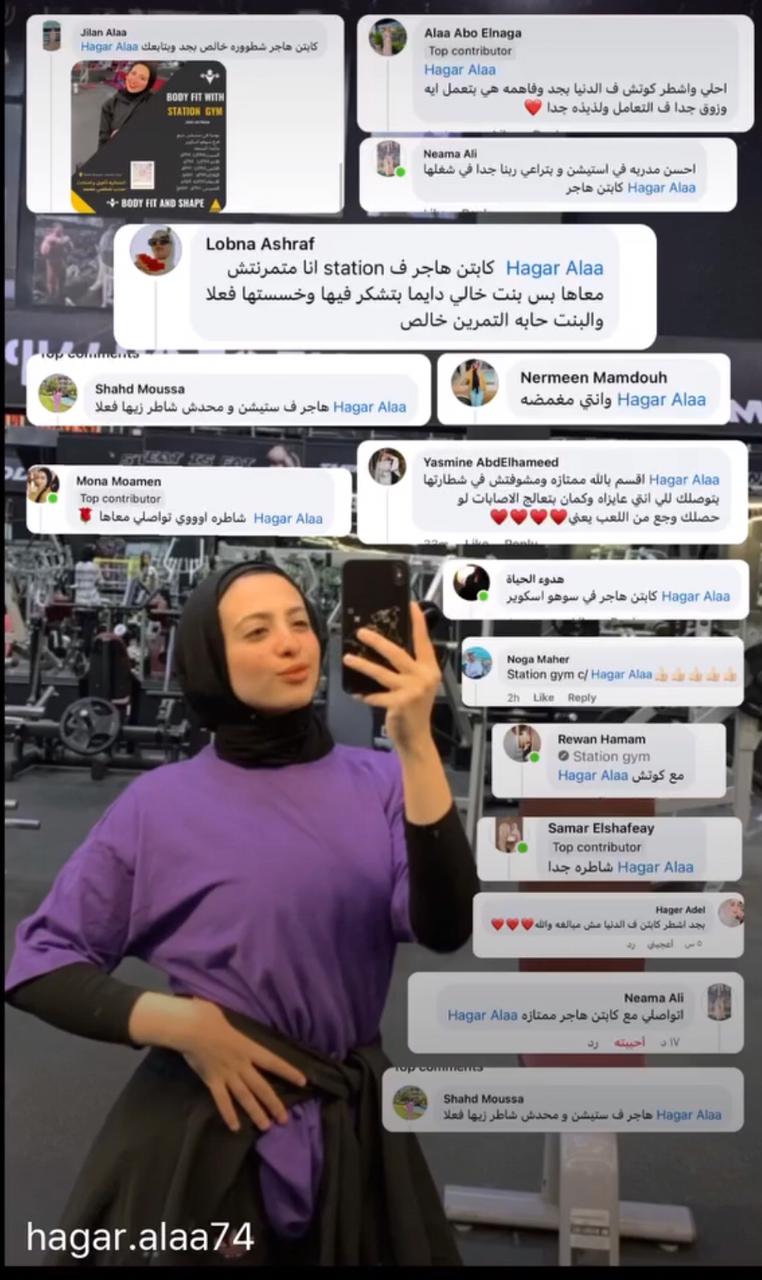 Jilan Alaa
Hagar Alaa كابتن هاجر شطووره خالص بجد وبتابعك
BODY FIT WITH
STATION GYM
BODY FIT AND SHAPE
Alaa Abo Elnaga
Top contributor
Hagar Alaa
احلي واشطر كوتش ف الدنيا بجد وفاهمه هي بتعمل ايه
وزوق جدا ف التعامل ولذيذه جدا ❤️
Neama Ali
احسن مدربه في استيشن و بتراعي ربنا جدا في شغلها
Hagar Alaa كابتن هاجر
Lobna Ashraf
Hagar Alaa كابتن هاجر ف station انا متمرنتش
معاها بس بنت خالي دايما بتشكر فيها وخسستها فعلا
والبنت حابه التمرين خالص
Top comments
Shahd Moussa
Hagar Alaa هاجر ف ستيشن و محدش شاطر زيها فعلا
Nermeen Mamdouh
Hagar Alaa وانتي مغمضه
Mona Moamen
Top contributor
Hagar Alaa شاطره اوووي تواصلي معاها 🌹
Yasmine AbdElhameed
Hagar Alaa اقسم بالله ممتازه ومشوفتش في شطارتها
بتوصلك للي انتي عايزاه وكمان بتعالج الاصابات لو
حصلك وجع من اللعب يعني ❤️❤️❤️❤️
Like Reply
هدوء الحياة
Hagar Alaa كابتن هاجر في سوهو اسكوير
Noga Maher
Station gym c/ Hagar Alaa 👍🏻👍🏻👍🏻👍🏻👍🏻
2h Like Reply
Rewan Hamam
Station gym
مع كوتش Hagar Alaa
Samar Elshafeay
Top contributor
Hagar Alaa شاطره جدا
Hager Adel
بجد اشطر كابتن ف الدنيا مش مبالغه والله ❤️❤️❤️
٥ س أعجبني رد
Neama Ali
اتواصلي مع كابتن هاجر ممتازه Hagar Alaa
١٧ د أحببته رد
Top comments
Shahd Moussa
Hagar Alaa هاجر ف ستيشن و محدش شاطر زيها فعلا
hagar.alaa74